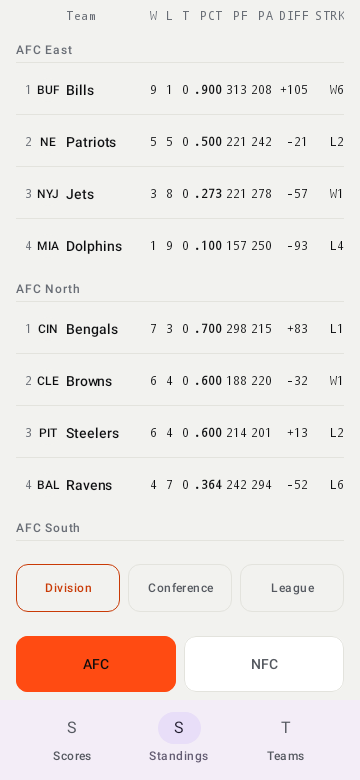 Team W L T PCT PF PA DIFF STRK
AFC East
1 BUF Bills 9 1 0 .900 313 208 +105 W6
2 NE Patriots 5 5 0 .500 221 242 -21 L2
3 NYJ Jets 3 8 0 .273 221 278 -57 W1
4 MIA Dolphins 1 9 0 .100 157 250 -93 L4
AFC North
1 CIN Bengals 7 3 0 .700 298 215 +83 L1
2 CLE Browns 6 4 0 .600 188 220 -32 W1
3 PIT Steelers 6 4 0 .600 214 201 +13 L2
4 BAL Ravens 4 7 0 .364 242 294 -52 L6
AFC South
Division Conference League
AFC NFC
S S T
Scores Standings Teams